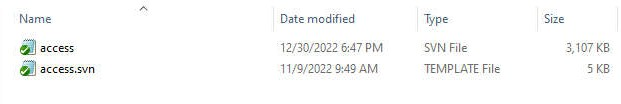 Name Date modified Type Size
access 12/30/2022 6:47 PM SVN File 3,107 KB
access.svn 11/9/2022 9:49 AM TEMPLATE File 5 KB